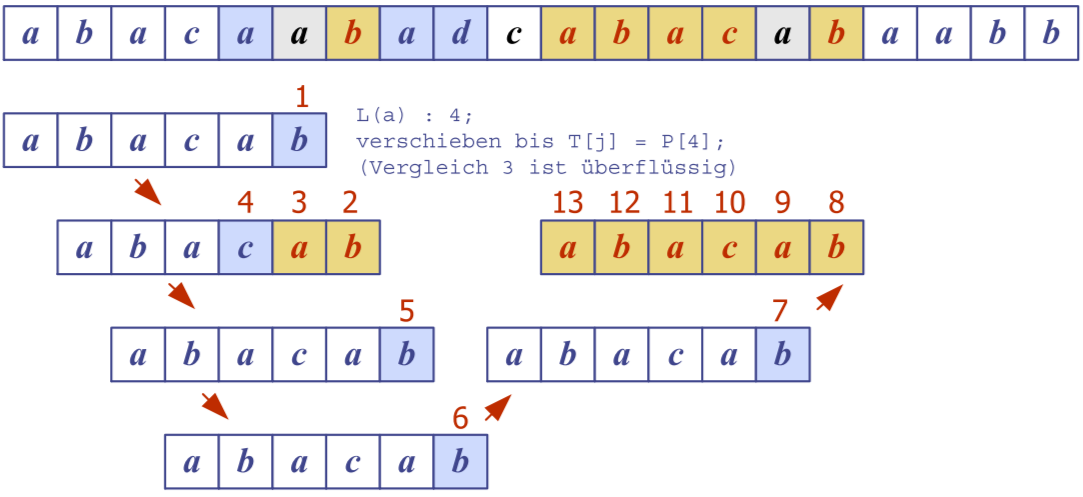 a b a c a a b a d c a b a c a b a a b b
1
a b a c a b
L(a) : 4;
verschieben bis T[j] = P[4];
(Vergleich 3 ist überflüssig)
4 3 2
a b a c a b
13 12 11 10 9 8
a b a c a b
5
a b a c a b
7
a b a c a b
6
a b a c a b